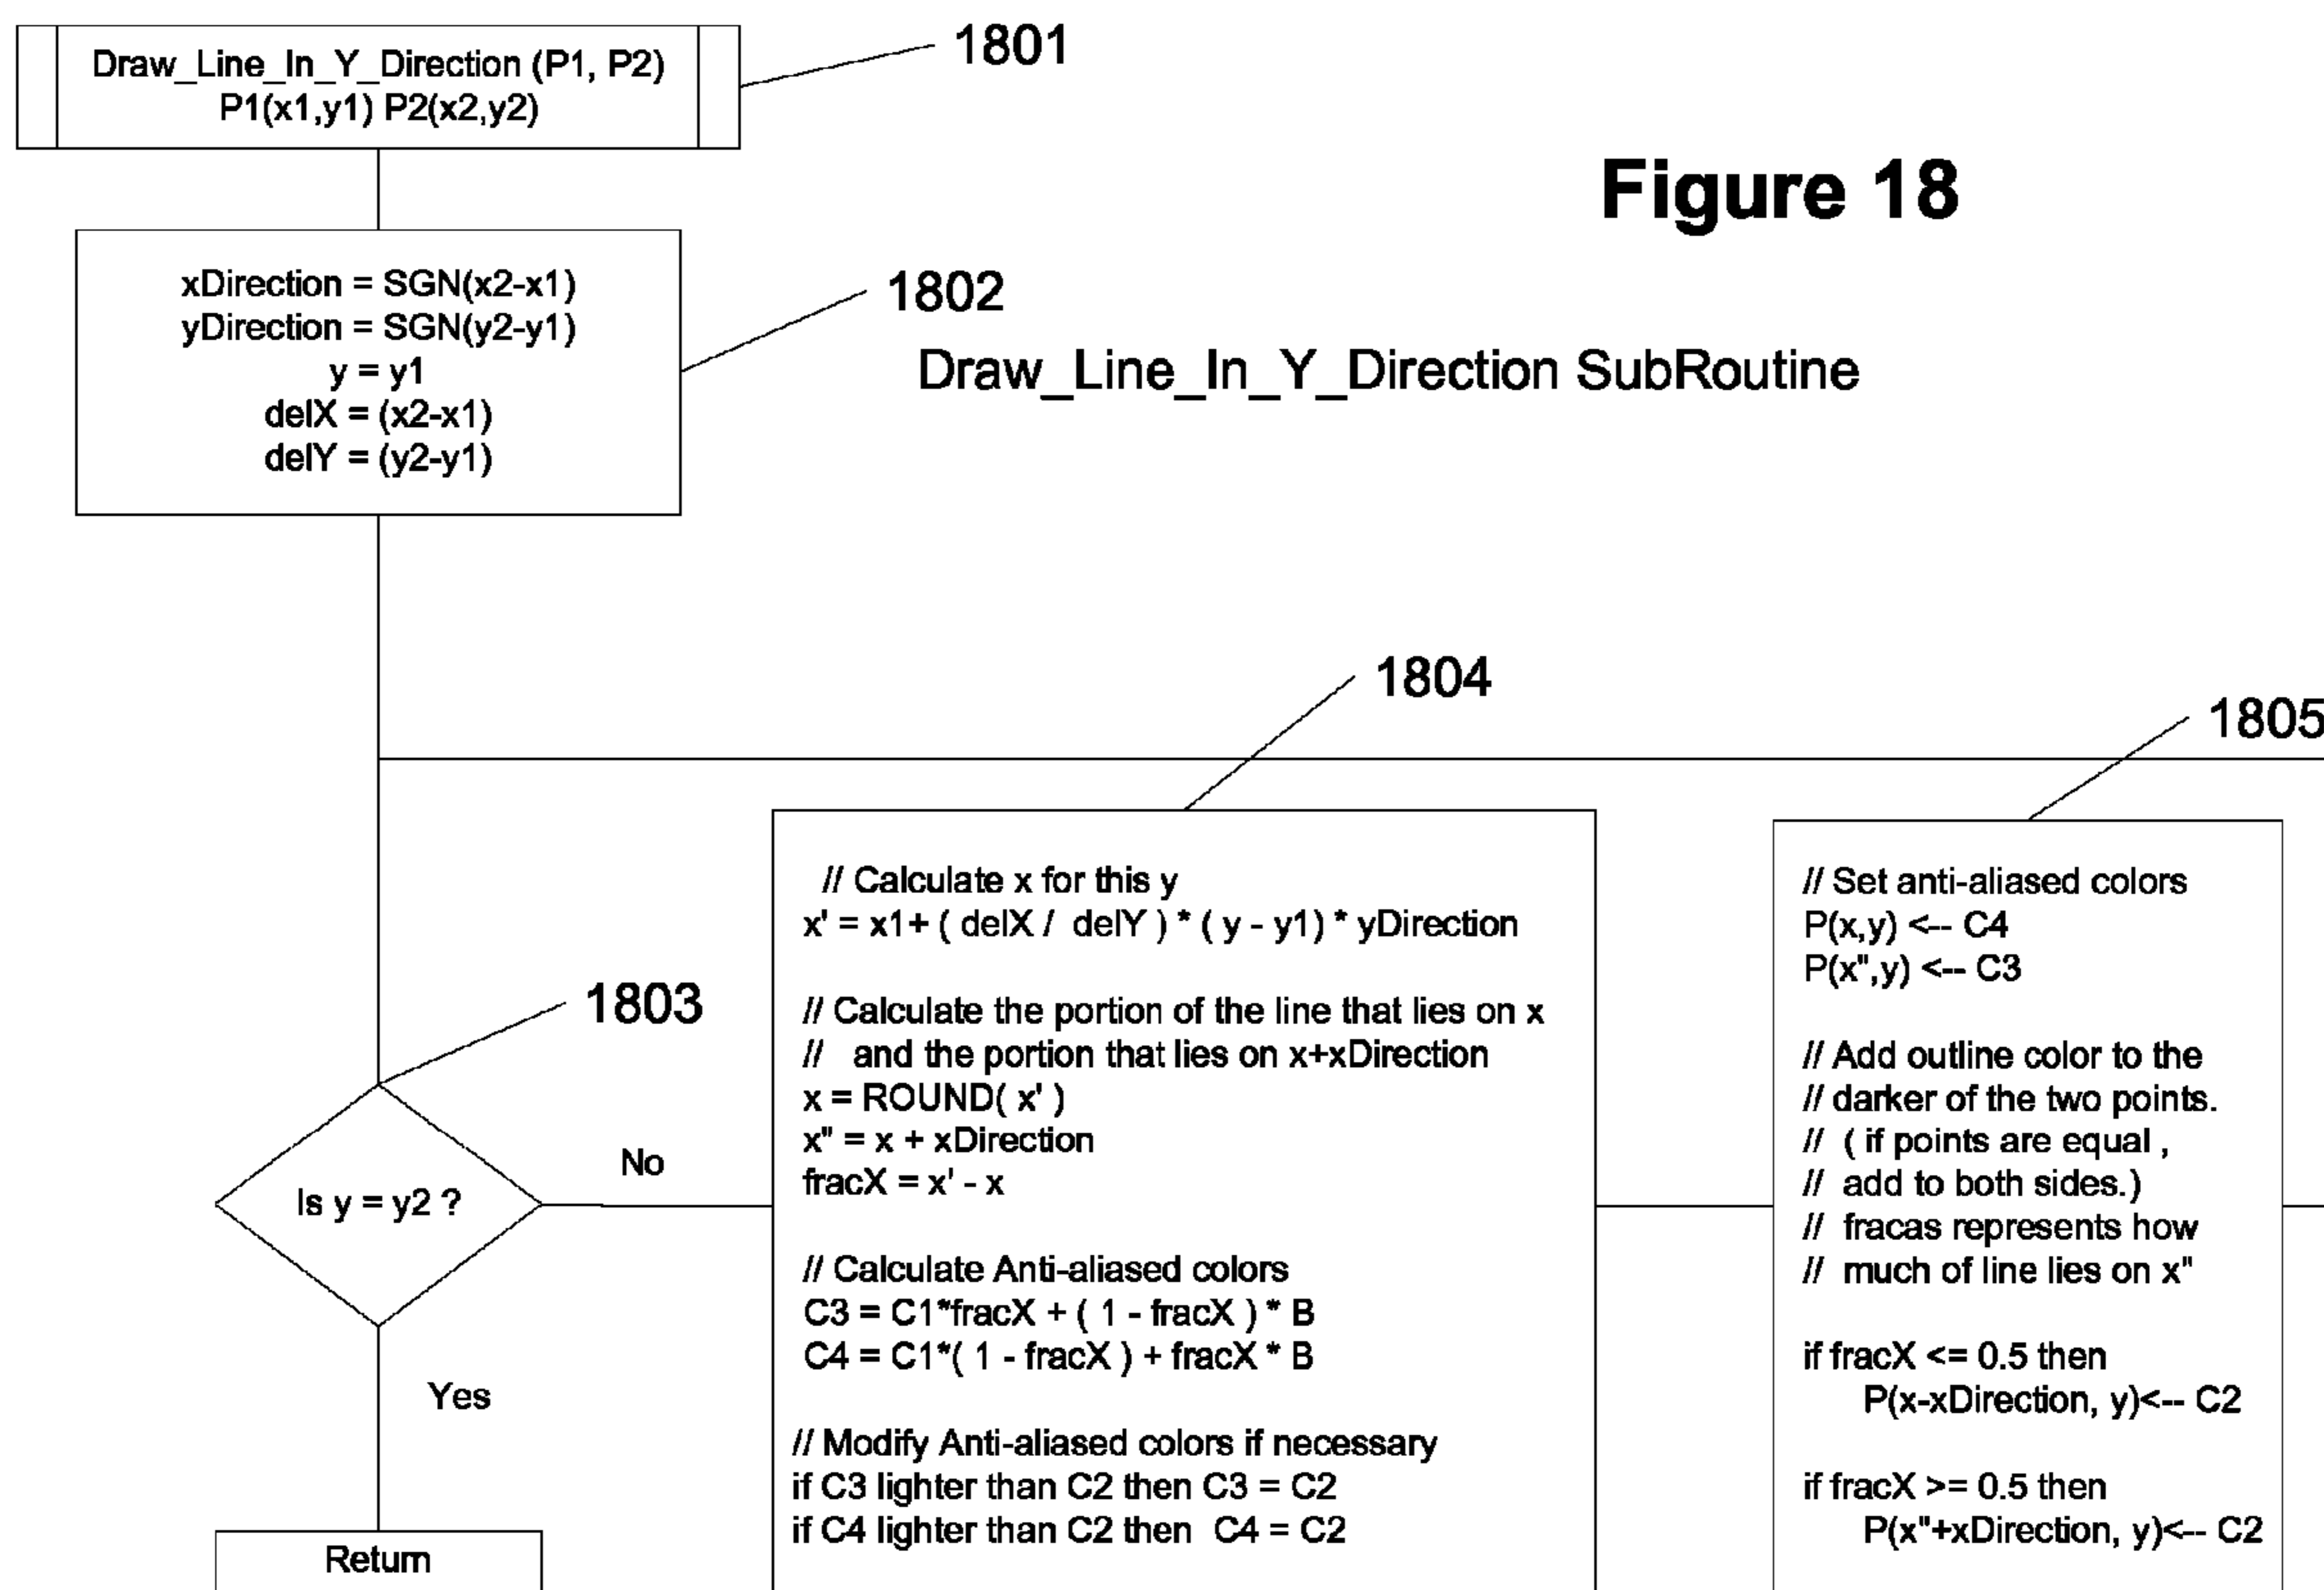 Draw_Line_In_Y_Direction (P1, P2)
P1(x1,y1) P2(x2,y2)
1801
Figure 18
xDirection = SGN(x2-x1)
yDirection = SGN(y2-y1)
y = y1
delX = (x2-x1)
delY = (y2-y1)
1802
Draw_Line_In_Y_Direction SubRoutine
1803
Is y = y2 ?
No
Yes
Return
1804
// Calculate x for this y
x' = x1+ ( delX / delY ) * ( y - y1) * yDirection
// Calculate the portion of the line that lies on x
// and the portion that lies on x+xDirection
x = ROUND( x' )
x" = x + xDirection
fracX = x' - x
// Calculate Anti-aliased colors
C3 = C1*fracX + ( 1 - fracX ) * B
C4 = C1*( 1 - fracX ) + fracX * B
// Modify Anti-aliased colors if necessary
if C3 lighter than C2 then C3 = C2
if C4 lighter than C2 then C4 = C2
1805
// Set anti-aliased colors
P(x,y) <-- C4
P(x",y) <-- C3
// Add outline color to the
// darker of the two points.
// ( if points are equal ,
// add to both sides.)
// fracas represents how
// much of line lies on x"
if fracX <= 0.5 then
P(x-xDirection, y)<-- C2
if fracX >= 0.5 then
P(x"+xDirection, y)<-- C2